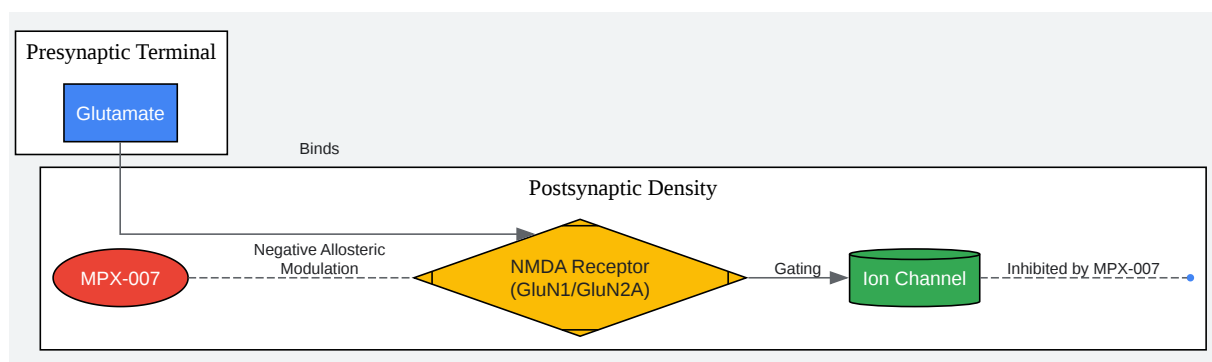 Presynaptic Terminal
Glutamate
Binds
Postsynaptic Density
MPX-007
Negative Allosteric
Modulation
NMDA Receptor
(GluN1/GluN2A)
Gating
Ion Channel
Inhibited by MPX-007